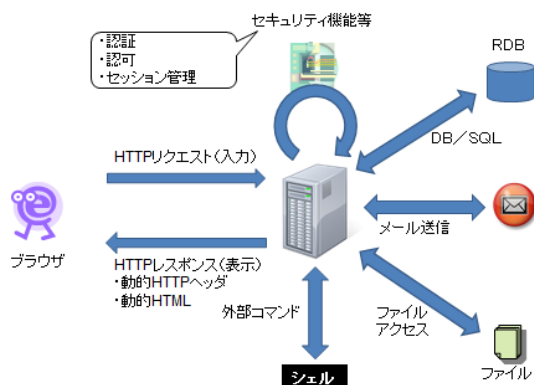 セキュリティ機能等
・認証
・認可
・セッション管理
RDB
DB／SQL
HTTPリクエスト(入力)
メール送信
ブラウザ
HTTPレスポンス(表示)
・動的HTTPヘッダ
・動的HTML
外部コマンド
ファイル
アクセス
シェル
ファイル